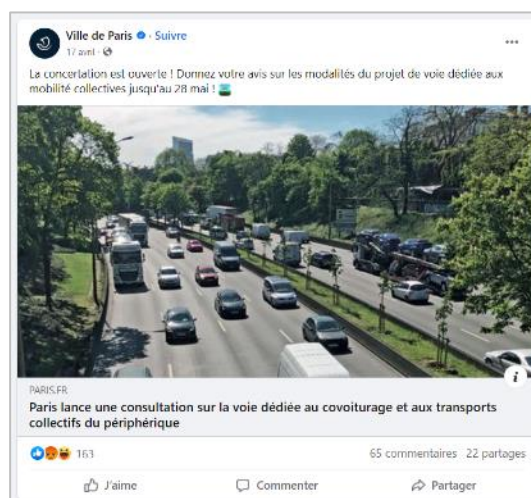 Ville de Paris · Suivre
17 avril ·
La concertation est ouverte ! Donnez votre avis sur les modalités du projet de voie dédiée aux
mobilité collectives jusqu'au 28 mai !
PARIS.FR
Paris lance une consultation sur la voie dédiée au covoiturage et aux transports
collectifs du périphérique
163
65 commentaires 22 partages
J'aime
Commenter
Partager